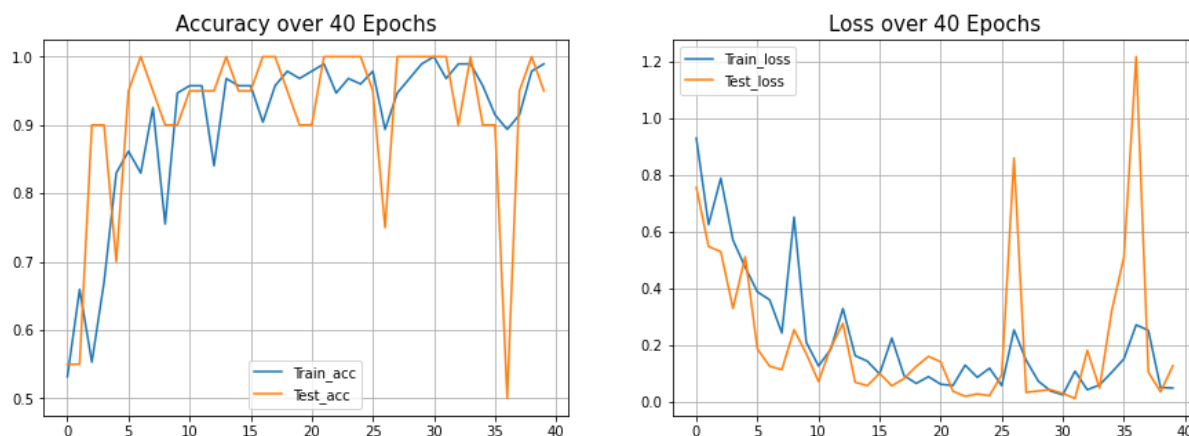 Accuracy over 40 Epochs
1.0
0.9
0.8
0.7
0.6
0.5
Train_acc
Test_acc
0 5 10 15 20 25 30 35 40
Loss over 40 Epochs
Train_loss
Test_loss
1.2
1.0
0.8
0.6
0.4
0.2
0.0
0 5 10 15 20 25 30 35 40